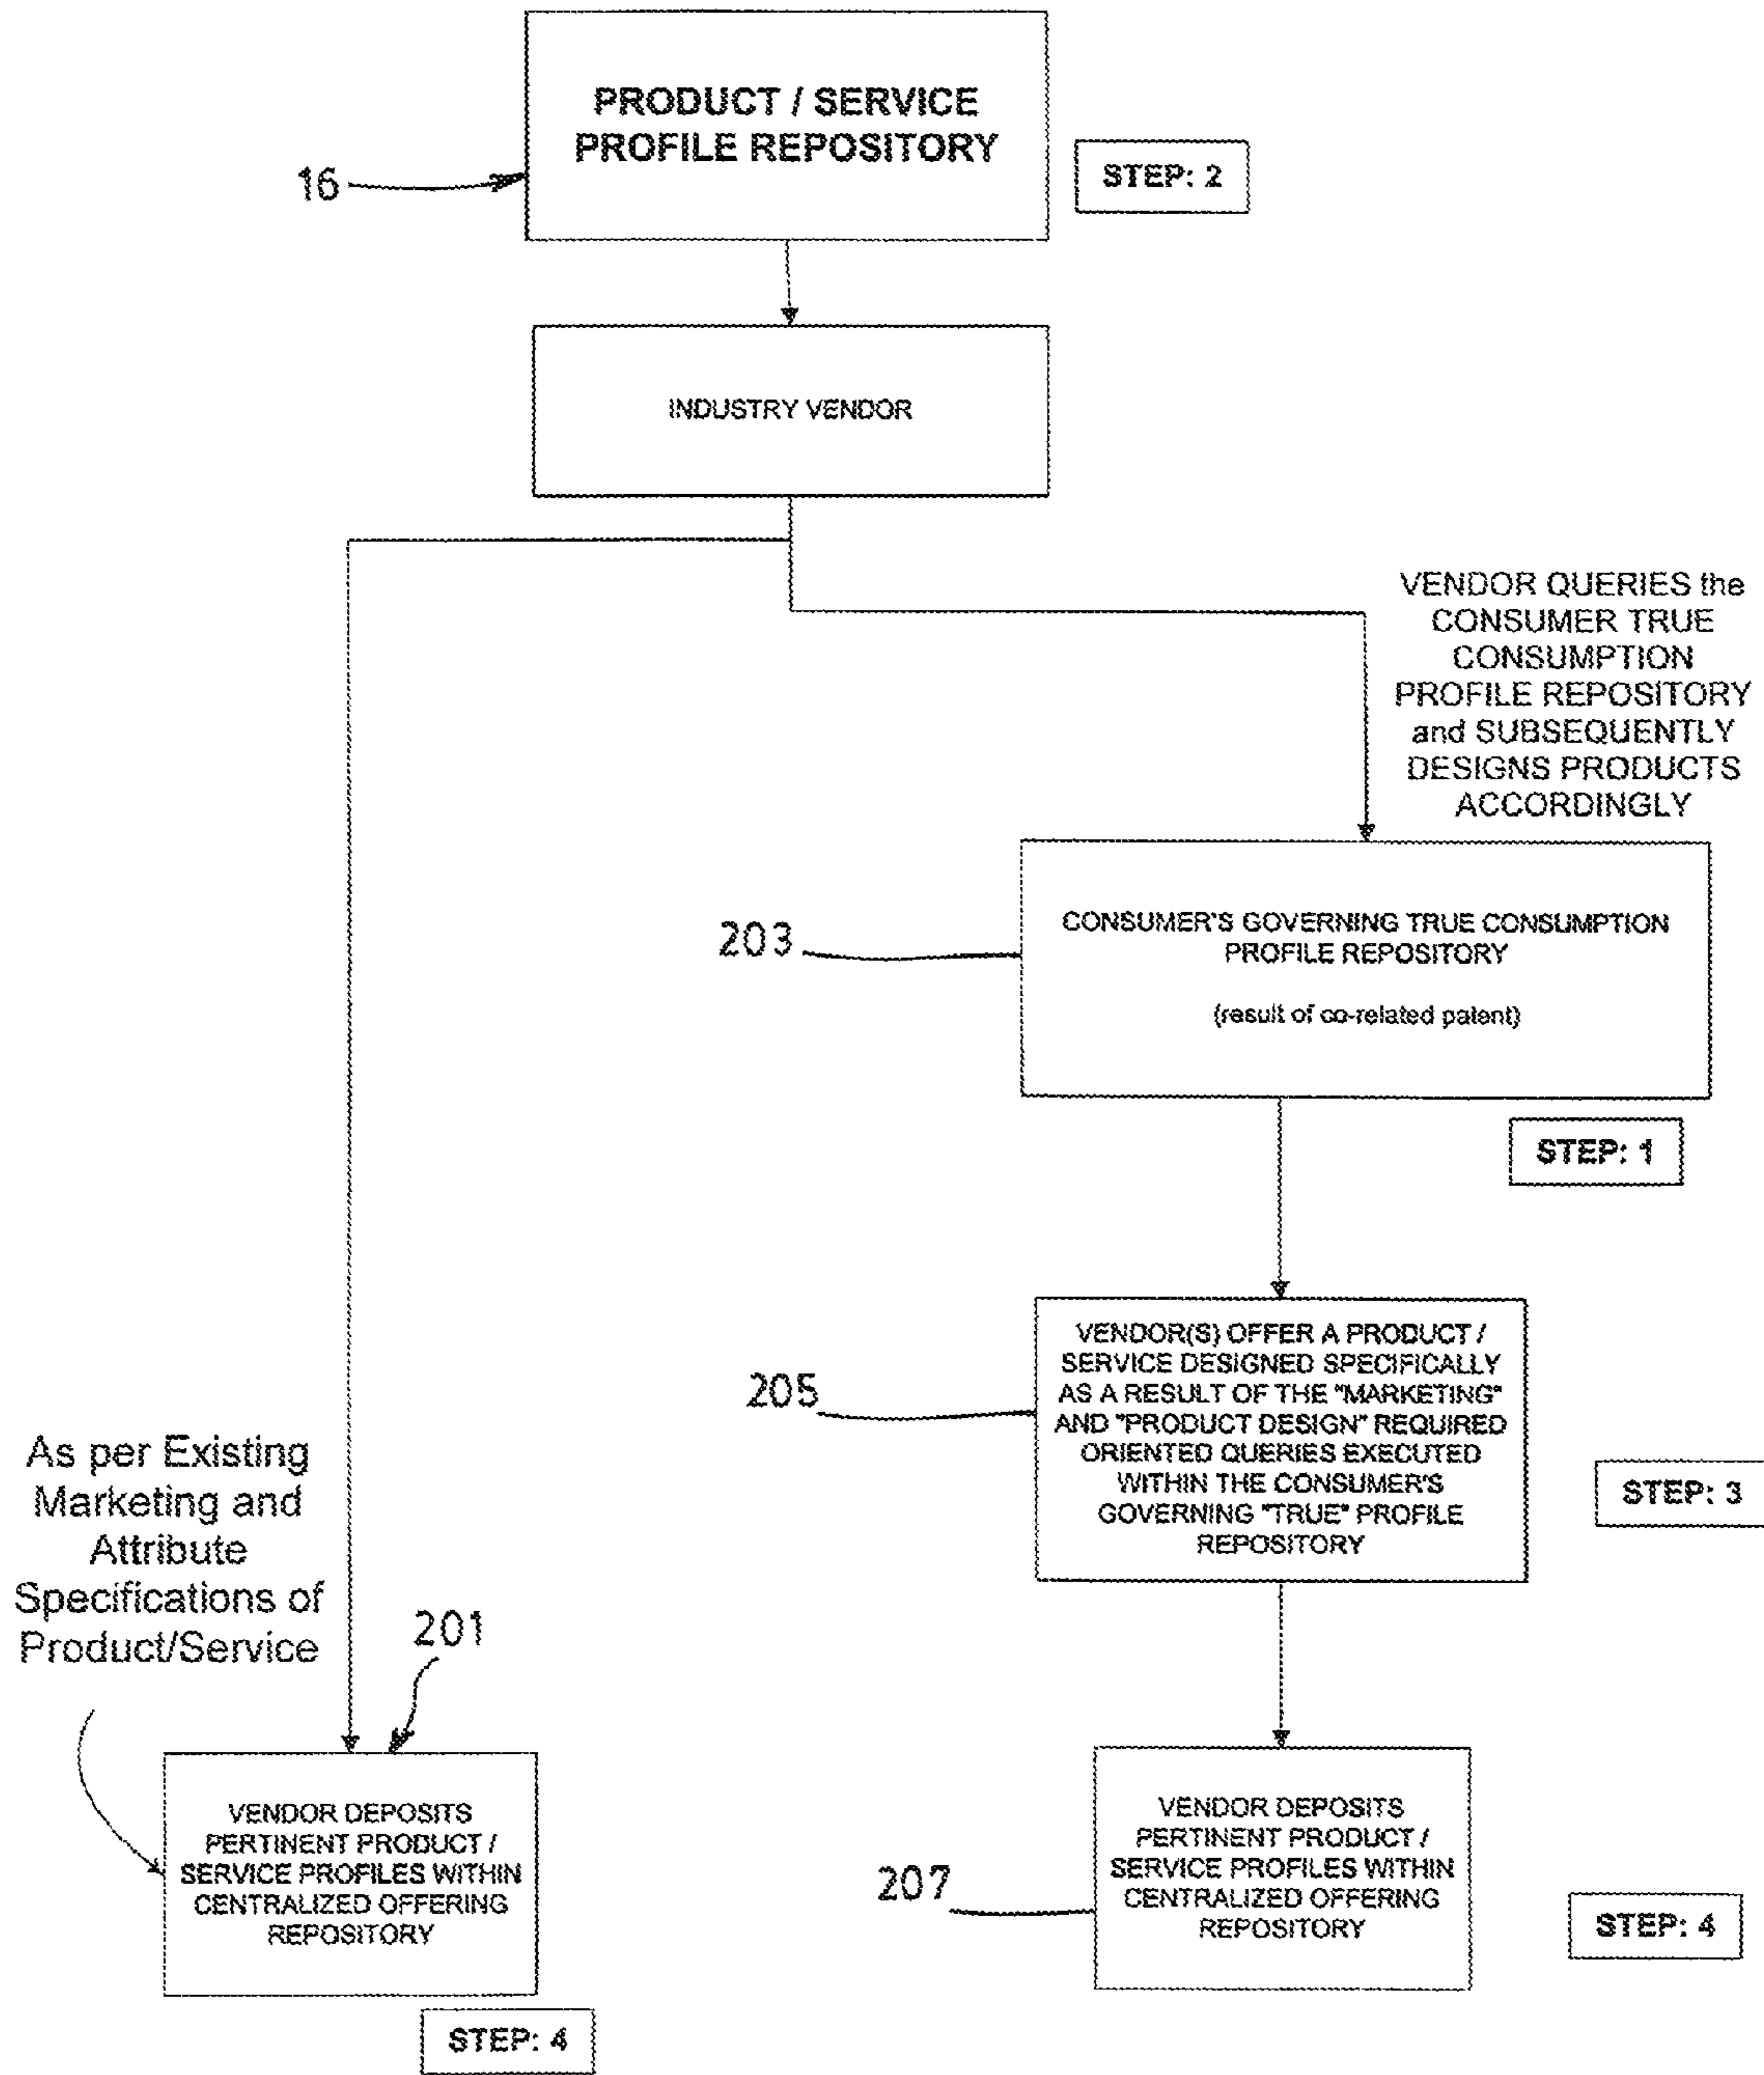 PRODUCT / SERVICE
PROFILE REPOSITORY
16
STEP: 2
INDUSTRY VENDOR
VENDOR QUERIES the
CONSUMER TRUE
CONSUMPTION
PROFILE REPOSITORY
and SUBSEQUENTLY
DESIGNS PRODUCTS
ACCORDINGLY
203
CONSUMER'S GOVERNING TRUE CONSUMPTION
PROFILE REPOSITORY
(result of co-related patent)
STEP: 1
205
VENDOR(S) OFFER A PRODUCT /
SERVICE DESIGNED SPECIFICALLY
AS A RESULT OF THE "MARKETING"
AND "PRODUCT DESIGN" REQUIRED
ORIENTED QUERIES EXECUTED
WITHIN THE CONSUMER'S
GOVERNING "TRUE" PROFILE
REPOSITORY
STEP: 3
As per Existing
Marketing and
Attribute
Specifications of
Product/Service
201
VENDOR DEPOSITS
PERTINENT PRODUCT /
SERVICE PROFILES WITHIN
CENTRALIZED OFFERING
REPOSITORY
STEP: 4
207
VENDOR DEPOSITS
PERTINENT PRODUCT /
SERVICE PROFILES WITHIN
CENTRALIZED OFFERING
REPOSITORY
STEP: 4